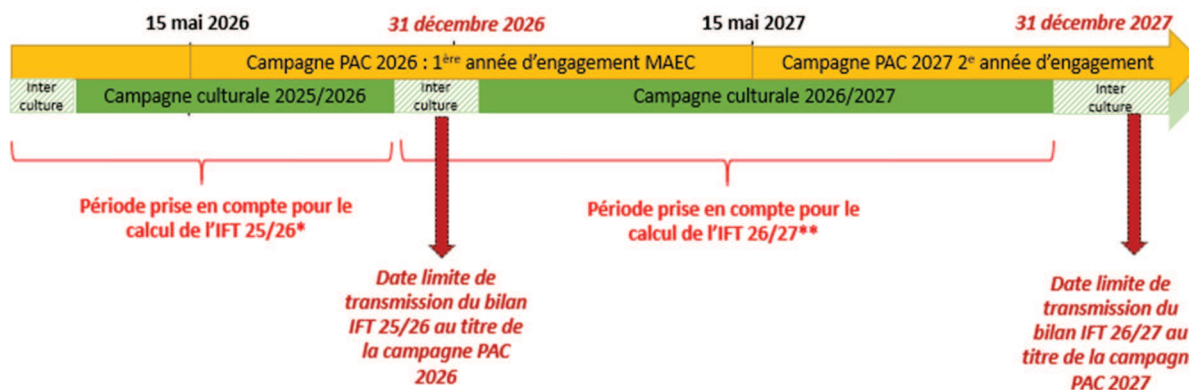 15 mai 2026
31 décembre 2026
15 mai 2027
31 décembre 2027
Campagne PAC 2026 : 1ère année d'engagement MAEC
Campagne PAC 2027 2e année d'engagement
Inter
culture
Campagne culturale 2025/2026
Inter
culture
Campagne culturale 2026/2027
Inter
culture
Période prise en compte pour le
calcul de l'IFT 25/26*
Période prise en compte pour le
calcul de l'IFT 26/27**
Date limite de
transmission du bilan
IFT 25/26 au titre de
la campagne PAC
2026
Date limite de
transmission du
bilan IFT 26/27 au
titre de la campagn
PAC 2027